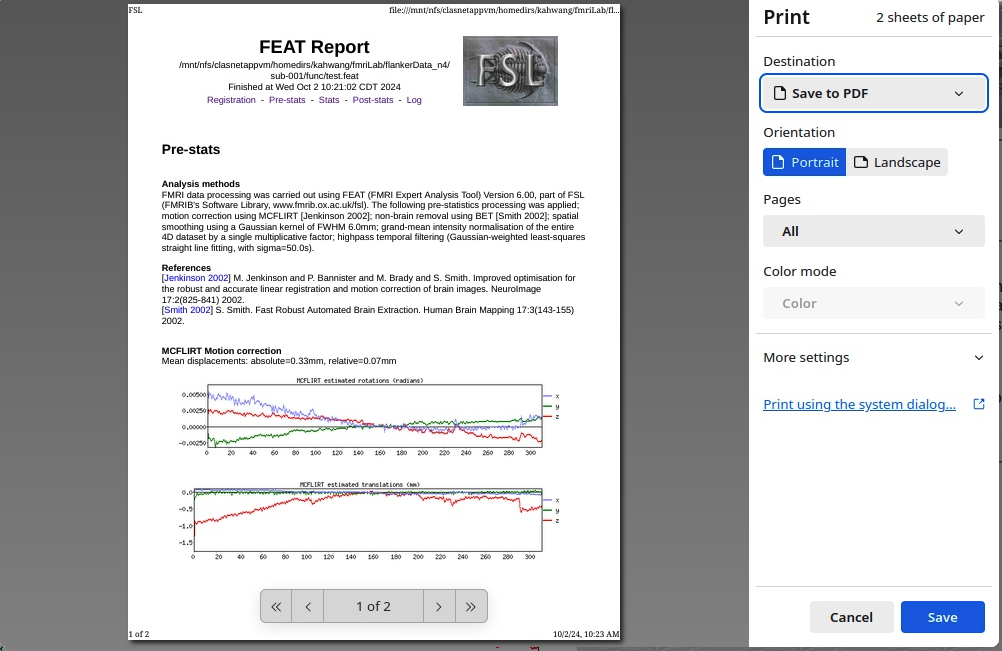 FSL
file:///mnt/nfs/clasnetappvm/homedirs/kahwang/fmriLab/fl...
FEAT Report
/mnt/nfs/clasnetappvm/homedirs/kahwang/fmriLab/flankerData_n4/
sub-001/func/test.feat
Finished at Wed Oct 2 10:21:02 CDT 2024
Registration - Pre-stats - Stats - Post-stats - Log
FSL
Pre-stats
Analysis methods
FMRI data processing was carried out using FEAT (FMRI Expert Analysis Tool) Version 6.00, part of FSL
(FMRIB's Software Library, www.fmrib.ox.ac.uk/fsl). The following pre-statistics processing was applied;
motion correction using MCFLIRT [Jenkinson 2002]; non-brain removal using BET [Smith 2002]; spatial
smoothing using a Gaussian kernel of FWHM 6.0mm; grand-mean intensity normalisation of the entire
4D dataset by a single multiplicative factor; highpass temporal filtering (Gaussian-weighted least-squares
straight line fitting, with sigma=50.0s).
References
[Jenkinson 2002] M. Jenkinson and P. Bannister and M. Brady and S. Smith. Improved optimisation for
the robust and accurate linear registration and motion correction of brain images. NeuroImage
17:2(825-841) 2002.
[Smith 2002] S. Smith. Fast Robust Automated Brain Extraction. Human Brain Mapping 17:3(143-155)
2002.
MCFLIRT Motion correction
Mean displacements: absolute=0.33mm, relative=0.07mm
MCFLIRT estimated rotations (radians)
0.00500
0.00250
0.00000
-0.00250
0 20 40 60 80 100 120 140 160 180 200 220 240 260 280 300
x
y
z
MCFLIRT estimated translations (mm)
0.0
-0.5
-1.0
-1.5
0 20 40 60 80 100 120 140 160 180 200 220 240 260 280 300
x
y
z
1 of 2
1 of 2
10/2/24, 10:23 AM
Print
2 sheets of paper
Destination
Save to PDF
Orientation
Portrait
Landscape
Pages
All
Color mode
Color
More settings
Print using the system dialog...
Cancel
Save